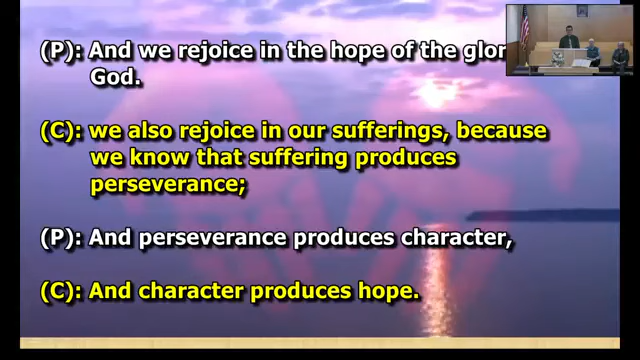 (P): And we rejoice in the hope of the
God.
(C): we also rejoice in our sufferings, because
we know that suffering produces
perseverance;
(P): And perseverance produces character,
(C): And character produces hope.